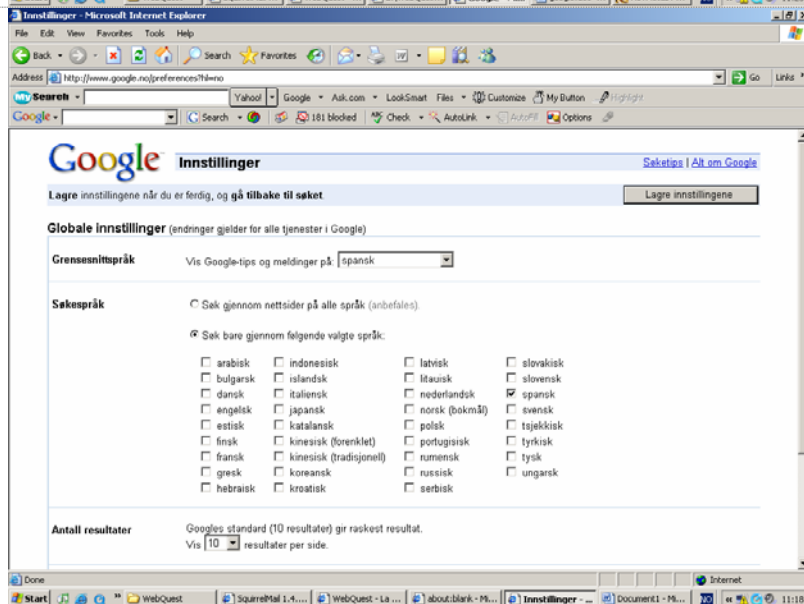 Innstillinger - Microsoft Internet Explorer
File Edit View Favorites Tools Help
Back Search Favorites
Address http://www.google.no/preferences?hl=no Go Links »
My Search Yahoo! Google Ask.com LookSmart Files Customize My Button Highlight
Google Search 181 blocked Check AutoLink AutoFill Options
Google Innstillinger Søketips | Alt om Google
Lagre innstillingene når du er ferdig, og gå tilbake til søket. Lagre innstillingene
Globale innstillinger (endringer gjelder for alle tjenester i Google)
Grensesnittspråk Vis Google-tips og meldinger på: spansk
Søkespråk Søk gjennom nettsider på alle språk (anbefales).
Søk bare gjennom følgende valgte språk:
arabisk indonesisk latvisk slovakisk
bulgarsk islandsk litauisk slovensk
dansk italiensk nederlandsk spansk
engelsk japansk norsk (bokmål) svensk
estisk katalansk polsk tsjekkisk
finsk kinesisk (forenklet) portugisisk tyrkisk
fransk kinesisk (tradisjonell) rumensk tysk
gresk koreansk russisk ungarsk
hebraisk kroatisk serbisk
Antall resultater Googles standard (10 resultater) gir raskest resultat.
Vis 10 resultater per side.
Done Internet
Start » WebQuest SquirrelMail 1.4.... WebQuest - La ... about:blank - M... Innstillinger - ... Document1 - Mi... NO « 11:18